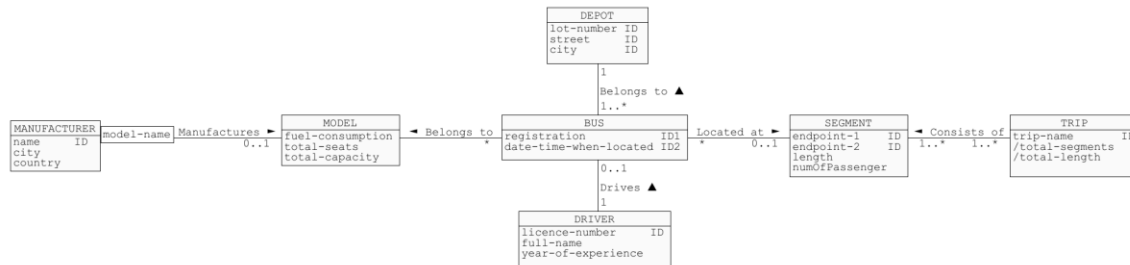 DEPOT
lot-number ID
street ID
city ID
1
Belongs to ▲
1..*
MANUFACTURER
name ID
city
country
model-name
Manufactures ►
0..1
MODEL
fuel-consumption
total-seats
total-capacity
◄ Belongs to
*
BUS
registration ID1
date-time-when-located ID2
Located at ►
* 0..1
SEGMENT
endpoint-1 ID
endpoint-2 ID
length
numOfPassenger
◄ Consists of
1..* 1..*
TRIP
trip-name ID
/total-segments
/total-length
0..1
Drives ▲
1
DRIVER
licence-number ID
full-name
year-of-experience